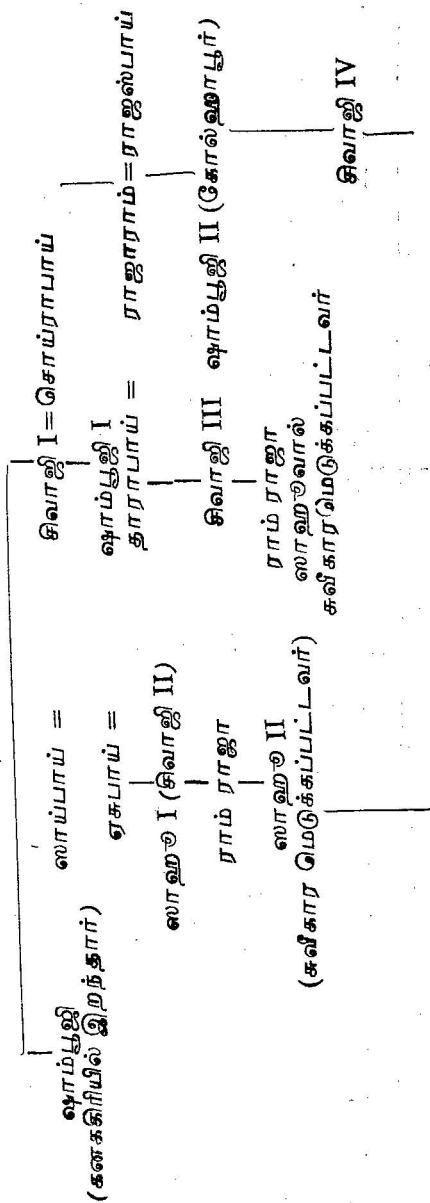 ஷாம்பூஜி
(கனககிரியில் இறந்தார்)
ஸாய்பாய் =
சிவாஜி I = சொய்ராபாய்
ஏசுபாய் =
ஷாம்பூஜி I
தாராபாய் =
ராஜாராம் = ராஜஸ்பாய்
ஸாஹூ I (சிவாஜி II)
சிவாஜி III
ஷாம்பூஜி II (கோல்ஹாபூர்)
ராம் ராஜா
ராம் ராஜா
ஸாஹூவால்
சுவீகாரமெடுக்கப்பட்டவர்
ஸாஹூ II
(சுவீகார மெடுக்கப்பட்டவர்)
சிவாஜி IV